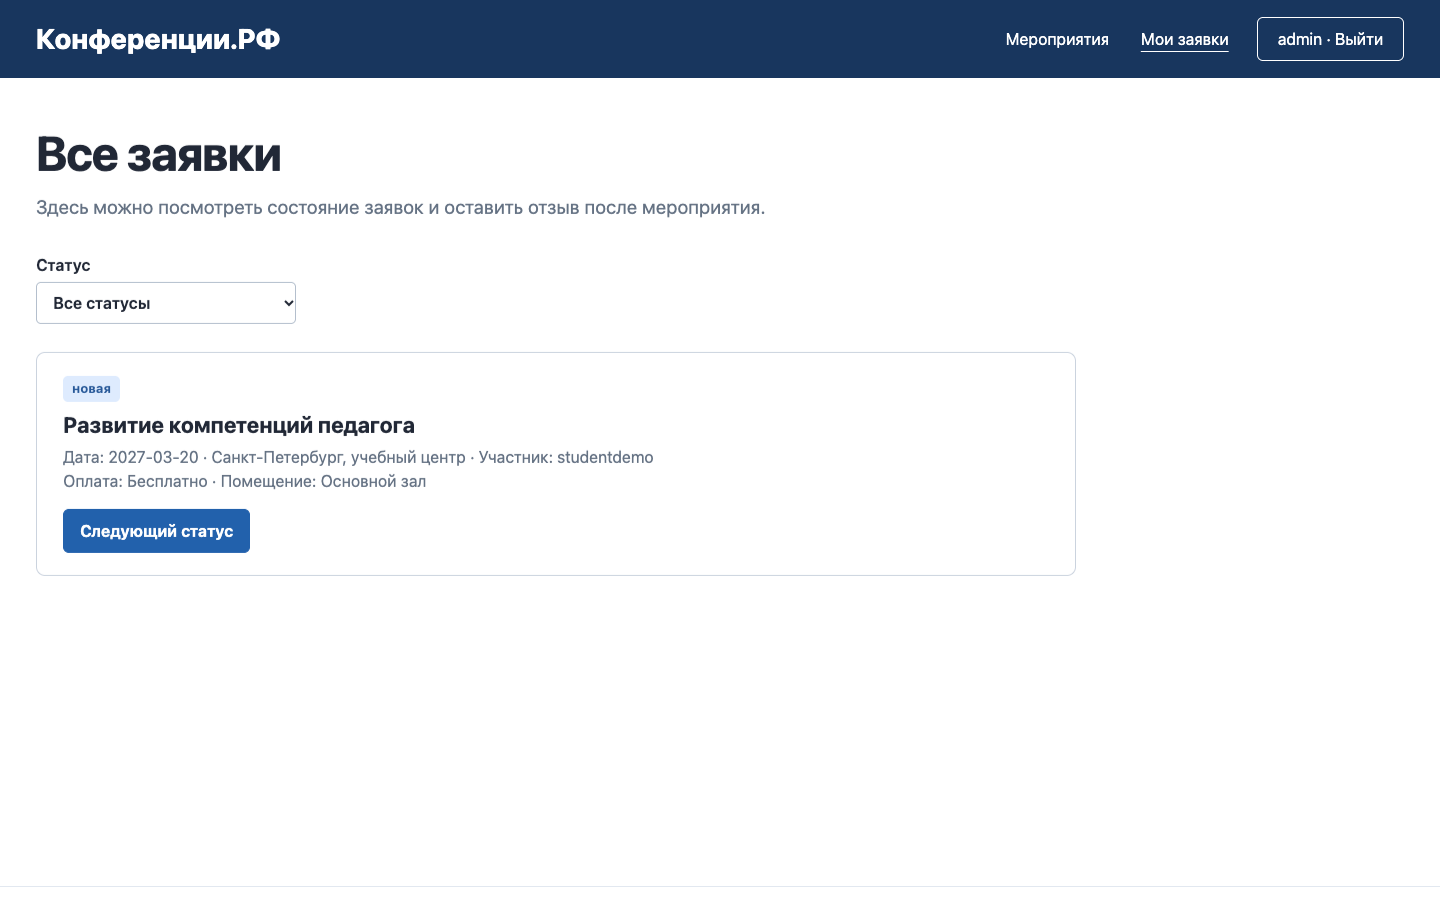 Конференции.РФ
Мероприятия
Мои заявки
admin · Выйти
Все заявки
Здесь можно посмотреть состояние заявок и оставить отзыв после мероприятия.
Статус
Все статусы
новая
Развитие компетенций педагога
Дата: 2027-03-20 · Санкт-Петербург, учебный центр · Участник: studentdemo
Оплата: Бесплатно · Помещение: Основной зал
Следующий статус